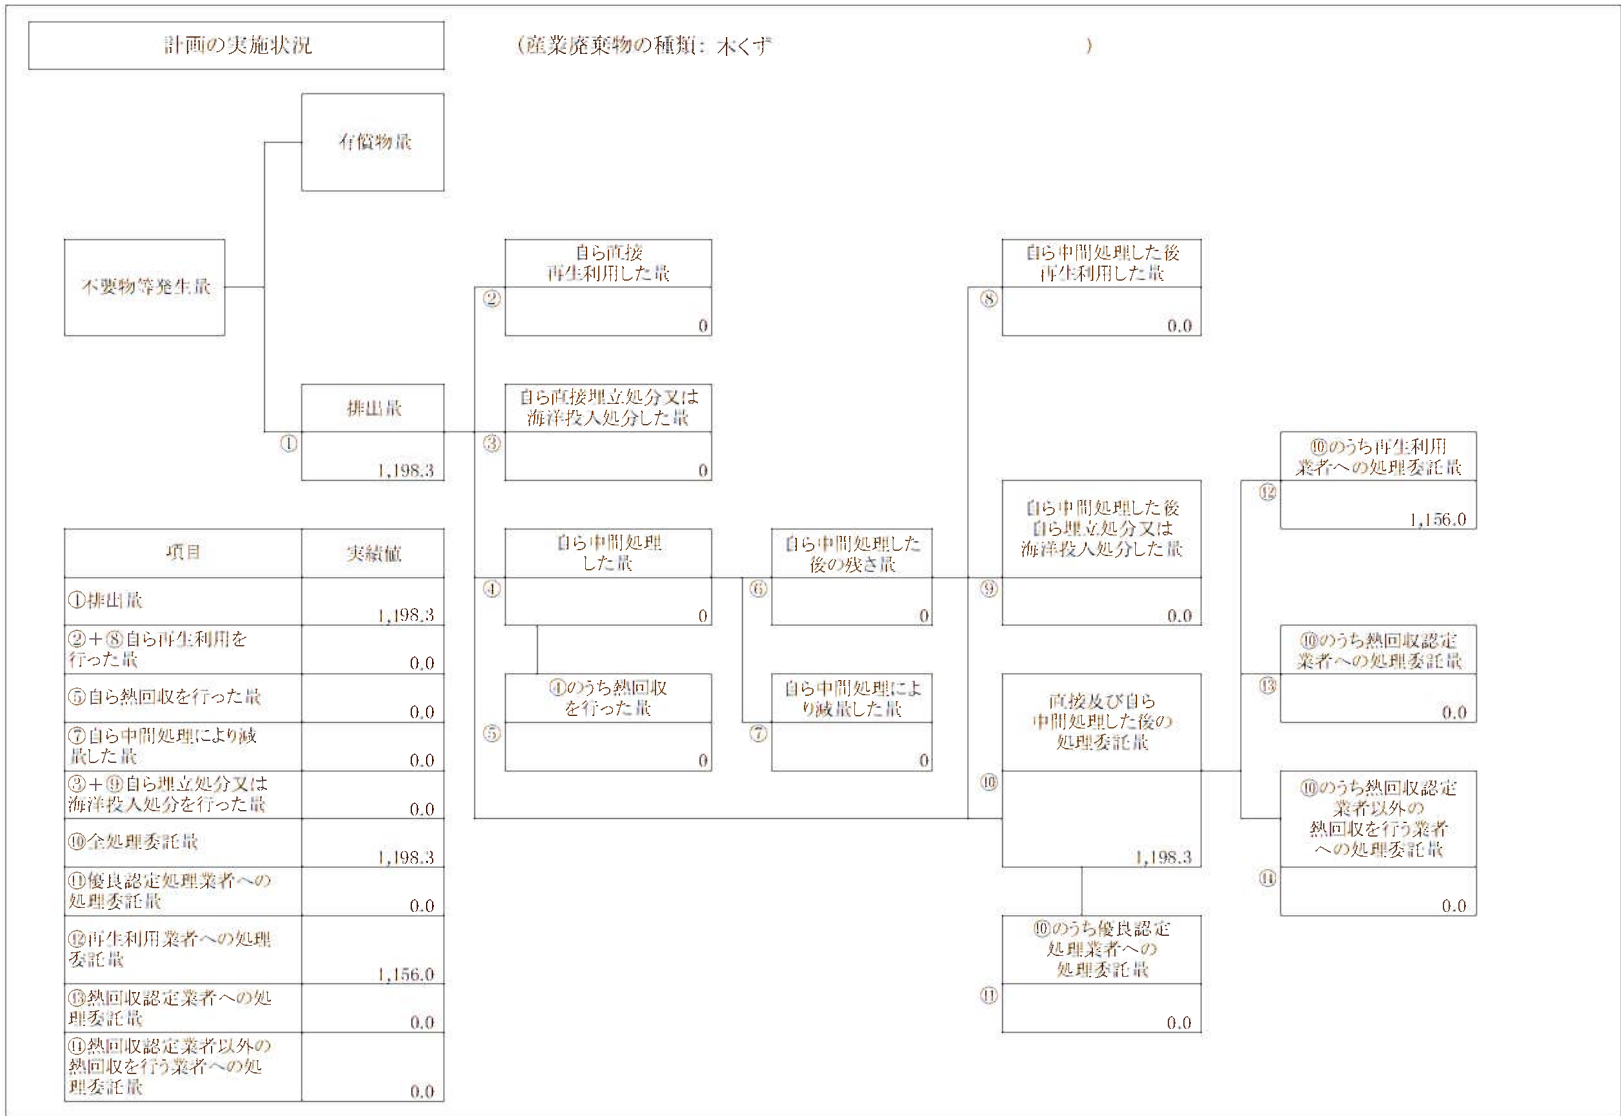 計画の実施状況
(産業廃棄物の種類: 木くず )
有償物量
不要物等発生量
排出量
①
1,198.3
自ら直接
再生利用した量
②
0
自ら直接埋立処分又は
海洋投入処分した量
③
0
自ら中間処理
した量
④
0
④のうち熱回収
を行った量
⑤
0
自ら中間処理した
後の残さ量
⑥
0
自ら中間処理によ
り減量した量
⑦
0
自ら中間処理した後
再生利用した量
⑧
0.0
自ら中間処理した後
自ら埋立処分又は
海洋投入処分した量
⑨
0.0
直接及び自ら
中間処理した後の
処理委託量
⑩
1,198.3
⑩のうち優良認定
処理業者への
処理委託量
⑪
0.0
⑩のうち再生利用
業者への処理委託量
⑫
1,156.0
⑩のうち熱回収認定
業者への処理委託量
⑬
0.0
⑩のうち熱回収認定
業者以外の
熱回収を行う業者
への処理委託量
⑭
0.0
項目 実績値
①排出量
1,198.3
②+⑧自ら再生利用を
行った量
0.0
⑤自ら熱回収を行った量
0.0
⑦自ら中間処理により減
量した量
0.0
③+⑨自ら埋立処分又は
海洋投入処分を行った量
0.0
⑩全処理委託量
1,198.3
⑪優良認定処理業者への
処理委託量
0.0
⑫再生利用業者への処理
委託量
1,156.0
⑬熱回収認定業者への処
理委託量
0.0
⑭熱回収認定業者以外の
熱回収を行う業者への処
理委託量
0.0